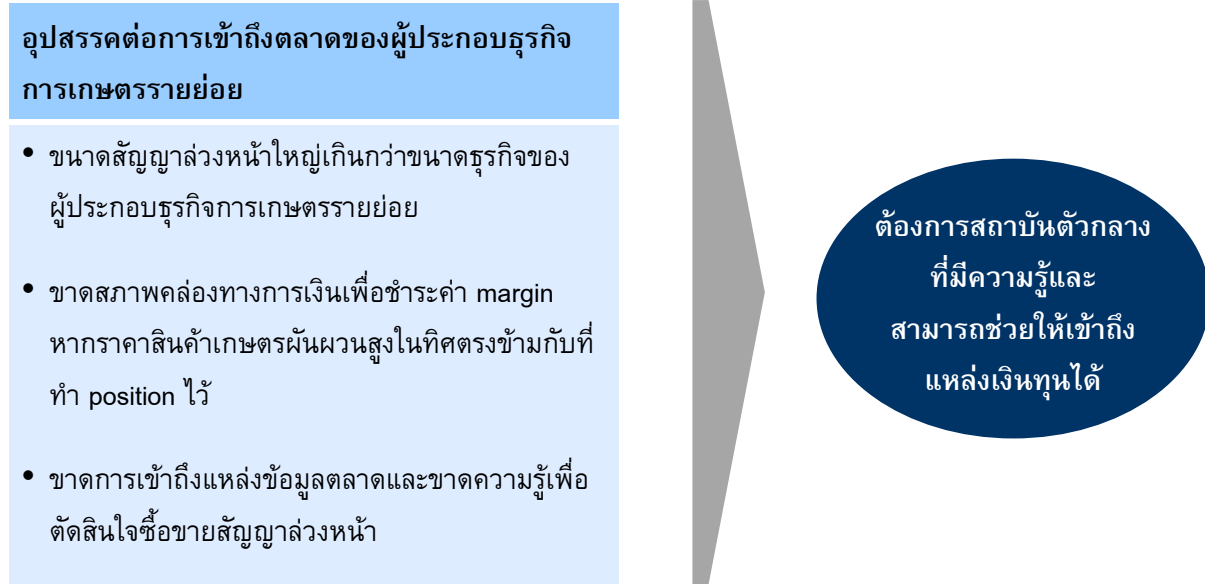 อุปสรรคต่อการเข้าถึงตลาดของผู้ประกอบธุรกิจ
การเกษตรรายย่อย
• ขนาดสัญญาล่วงหน้าใหญ่เกินกว่าขนาดธุรกิจของ
ผู้ประกอบธุรกิจการเกษตรรายย่อย
• ขาดสภาพคล่องทางการเงินเพื่อชำระค่า margin
หากราคาสินค้าเกษตรผันผวนสูงในทิศตรงข้ามกับที่
ทำ position ไว้
• ขาดการเข้าถึงแหล่งข้อมูลตลาดและขาดความรู้เพื่อ
ตัดสินใจซื้อขายสัญญาล่วงหน้า
ต้องการสถาบันตัวกลาง
ที่มีความรู้และ
สามารถช่วยให้เข้าถึง
แหล่งเงินทุนได้